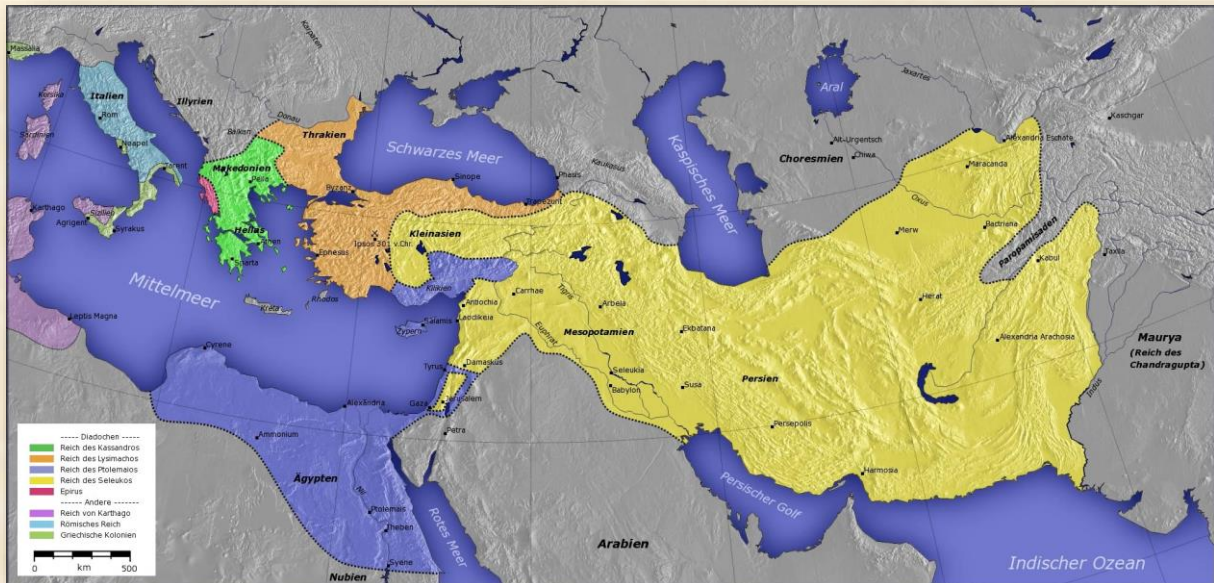 Massalia
Karpaten
Korsika
Italien
Illyrien
Rom
Donau
Balkan
Thrakien
Schwarzes Meer
Kaukasus
Kaspisches Meer
Aral
Jaxartes
Kaschgar
Alt-Urgentsch
Chiwa
Choresmien
Alexandria Eschate
Sardinien
Neapel
Tarent
Makedonien
Pella
Byzanz
Sinope
Phasis
Trapezunt
Maracanda
Oxus
Karthago
Agrigent
Sizilien
Syrakus
Hellas
Athen
Sparta
Ephesus
Ipsos 301 v.Chr.
Kleinasien
Merw
Bactriana
Paropamisaden
Kabul
Taxila
Mittelmeer
Kreta
Rhodos
Kilikien
Zypern
Salamis
Antiochia
Laodikeia
Carrhae
Tigris
Arbela
Euphrat
Mesopotamien
Ekbatana
Herat
Alexandria Arachosia
Maurya
(Reich des
Chandragupta)
Leptis Magna
Cyrene
Tyrus
Damaskus
Seleukia
Babylon
Susa
Persien
Indus
Alexandria
Gaza
Jerusalem
Petra
Persepolis
Ammonium
Harmosia
Ägypten
Nil
Ptolemais
Theben
Syene
Nubien
Rotes Meer
Arabien
Persischer Golf
Indischer Ozean
----- Diadochen -----
Reich des Kassandros
Reich des Lysimachos
Reich des Ptolemaios
Reich des Seleukos
Epirus
------ Andere ------
Reich von Karthago
Römisches Reich
Griechische Kolonien
0 km 500